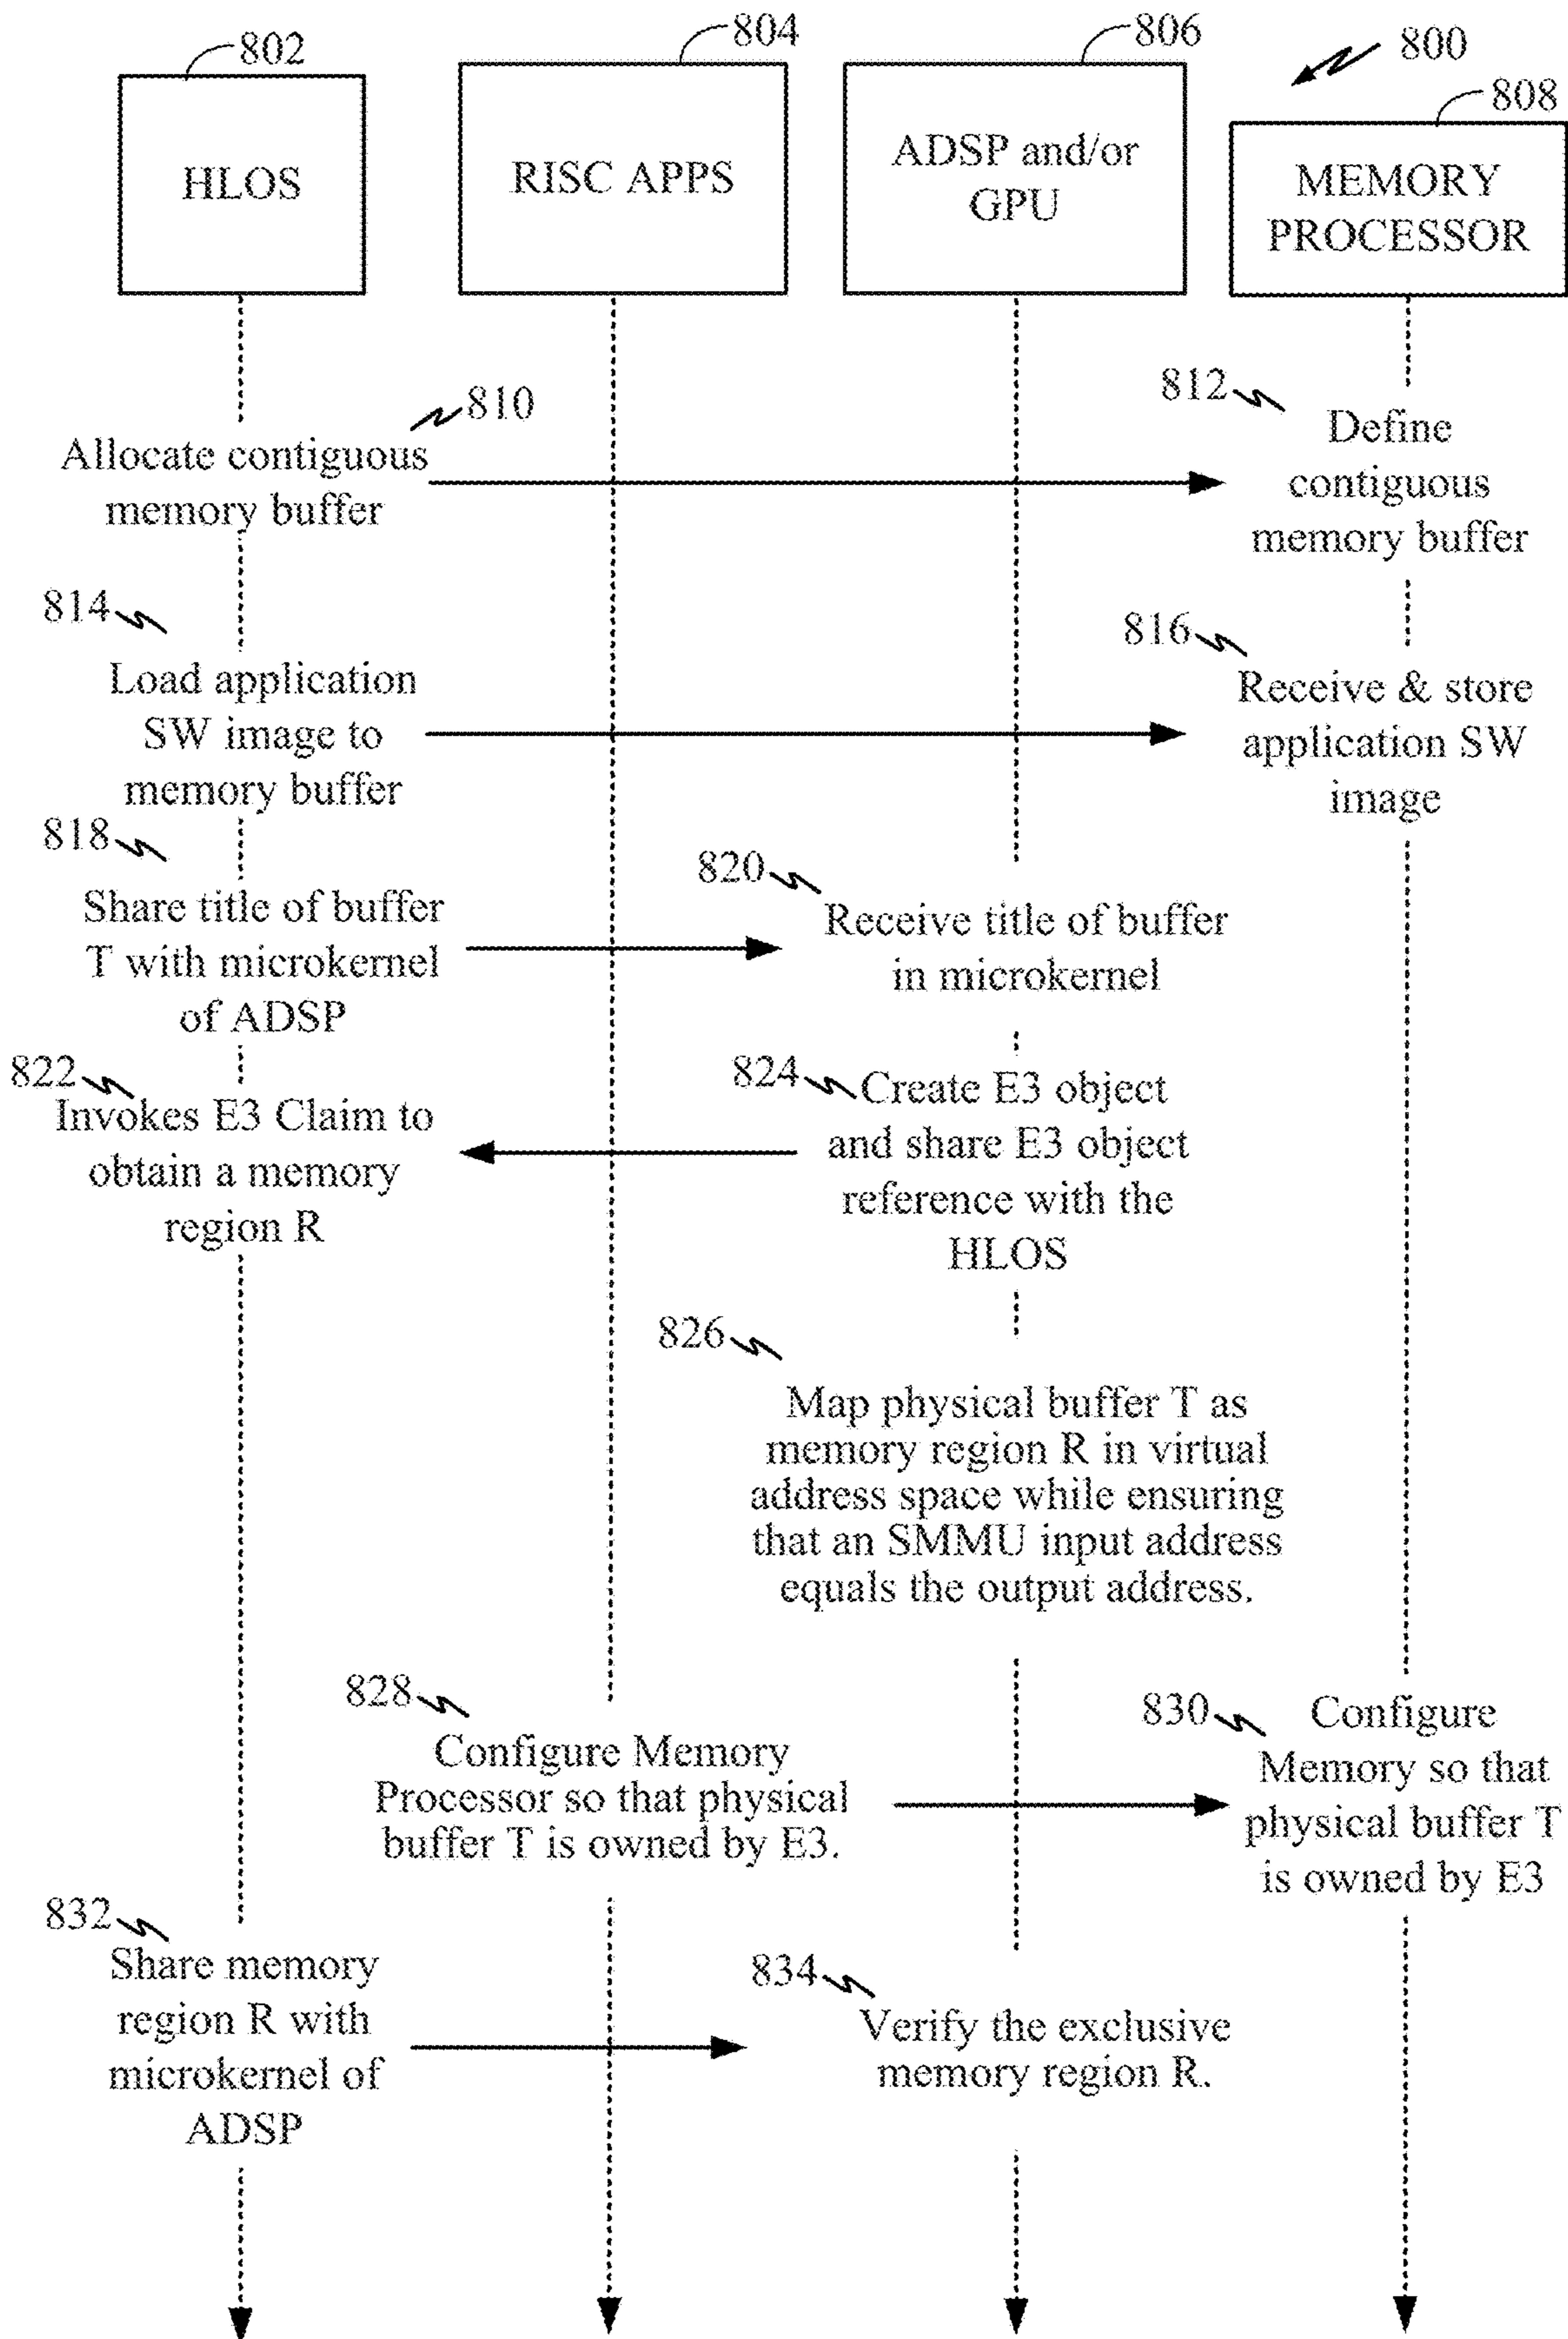 802
804
806
800
808
HLOS
RISC APPS
ADSP and/or
GPU
MEMORY
PROCESSOR
810
Allocate contiguous
memory buffer
812
Define
contiguous
memory buffer
814
Load application
SW image to
memory buffer
816
Receive & store
application SW
image
818
Share title of buffer
T with microkernel
of ADSP
820
Receive title of buffer
in microkernel
822
Invokes E3 Claim to
obtain a memory
region R
824
Create E3 object
and share E3 object
reference with the
HLOS
826
Map physical buffer T as
memory region R in virtual
address space while ensuring
that an SMMU input address
equals the output address.
828
Configure Memory
Processor so that physical
buffer T is owned by E3.
830
Configure
Memory so that
physical buffer T
is owned by E3
832
Share memory
region R with
microkernel of
ADSP
834
Verify the exclusive
memory region R.